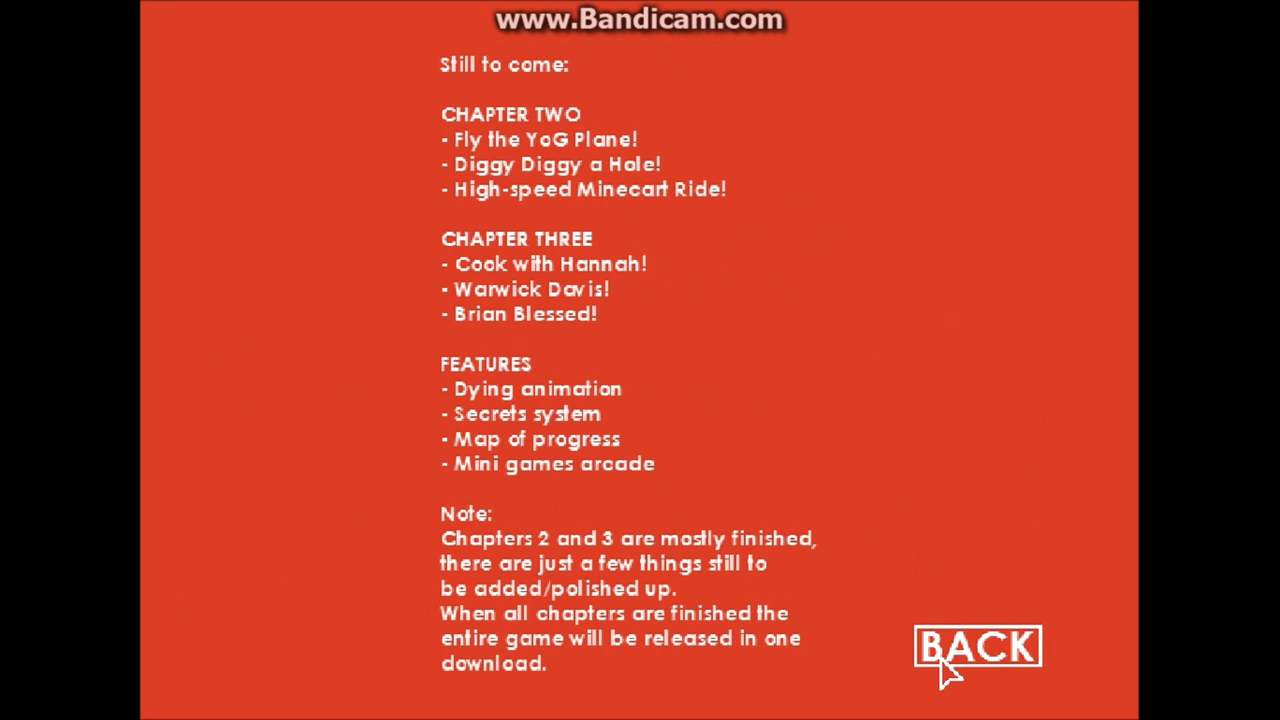 www.Bandicam.com
Still to come:
CHAPTER TWO
- Fly the YoG Plane!
- Diggy Diggy a Hole!
- High-speed Minecart Ride!
CHAPTER THREE
- Cook with Hannah!
- Warwick Davis!
- Brian Blessed!
FEATURES
- Dying animation
- Secrets system
- Map of progress
- Mini games arcade
Note:
Chapters 2 and 3 are mostly finished,
there are just a few things still to
be added/polished up.
When all chapters are finished the
entire game will be released in one
download.
BACK